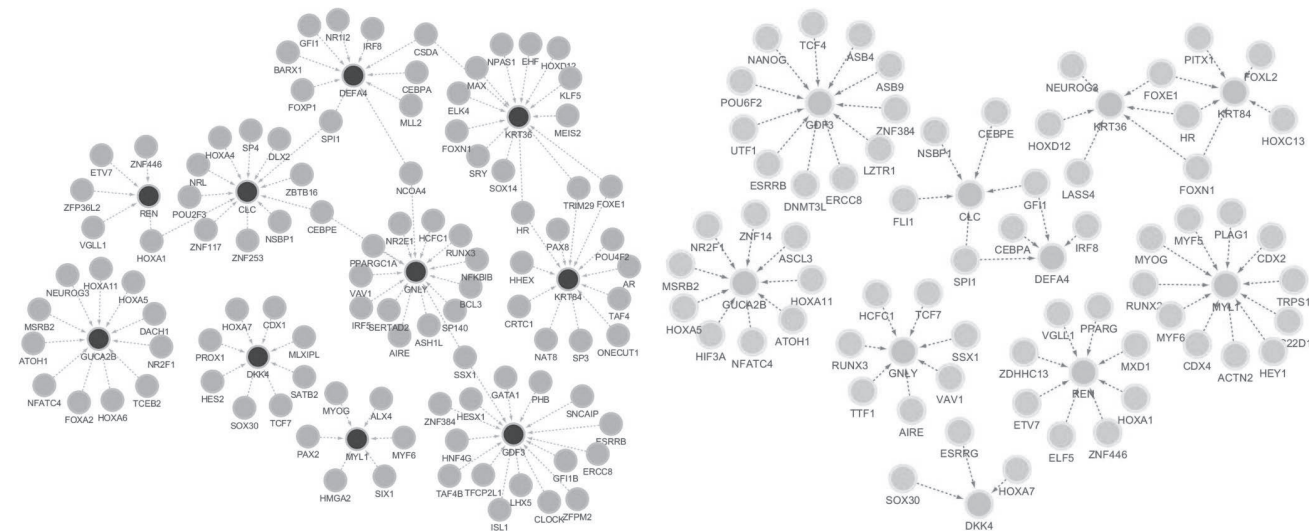 GFI1
NR1I2
IRF8
BARX1
CSDA
CEBPA
DEFA4
FOXP1
MLL2
SPI1
NPAS1
EHF
HOXD12
MAX
KLF5
ELK4
KRT36
MEIS2
FOXN1
SRY
SOX14
ETV7
ZNF446
ZFP36L2
REN
VGLL1
HOXA1
SP4
HOXA4
DLX2
NRL
ZBTB16
POU2F3
CLC
NSBP1
CEBPE
ZNF117
ZNF253
NCOA4
TRIM29
FOXE1
HR
PAX8
POU4F2
HHEX
AR
KRT84
CRTC1
TAF4
NAT8
SP3
ONECUT1
HCFC1
NR2E1
RUNX3
PPARGC1A
NFKBIB
GNLY
VAV1
BCL3
IRF5
SERTAD2
SP140
ASH1L
AIRE
SSX1
HOXA11
NEUROG3
HOXA5
MSRB2
DACH1
GUCA2B
ATOH1
NR2F1
NFATC4
TCEB2
FOXA2
HOXA6
HOXA7
CDX1
PROX1
MLXIPL
DKK4
HES2
SATB2
SOX30
TCF7
MYOG
ALX4
PAX2
MYL1
MYF6
HMGA2
SIX1
GATA1
PHB
HESX1
ZNF384
SNCAIP
ESRRB
HNF4G
GDF3
ERCC8
GFI1B
TAF4B
TFCP2L1
LHX5
ZFPM2
CLOCK
ISL1
TCF4
NANOG
ASB4
ASB9
POU6F2
GDF3
ZNF384
UTF1
LZTR1
ESRRB
ERCC8
DNMT3L
NSBP1
CEBPE
FLI1
CLC
GFI1
CEBPA
IRF8
SPI1
DEFA4
PITX1
FOXL2
NEUROG3
FOXE1
KRT36
KRT84
HR
HOXD12
HOXC13
LASS4
FOXN1
NR2F1
ZNF14
ASCL3
MSRB2
GUCA2B
HOXA11
HOXA5
ATOH1
HIF3A
NFATC4
HCFC1
TCF7
RUNX3
SSX1
GNLY
TTF1
VAV1
AIRE
VGLL1
PPARG
ZDHHC13
MXD1
REN
ETV7
HOXA1
ELF5
ZNF446
PLAG1
MYF5
MYOG
CDX2
TRPS1
MYL1
MYF6
CDX4
ACTN2
HEY1
ESRRG
SOX30
HOXA7
DKK4